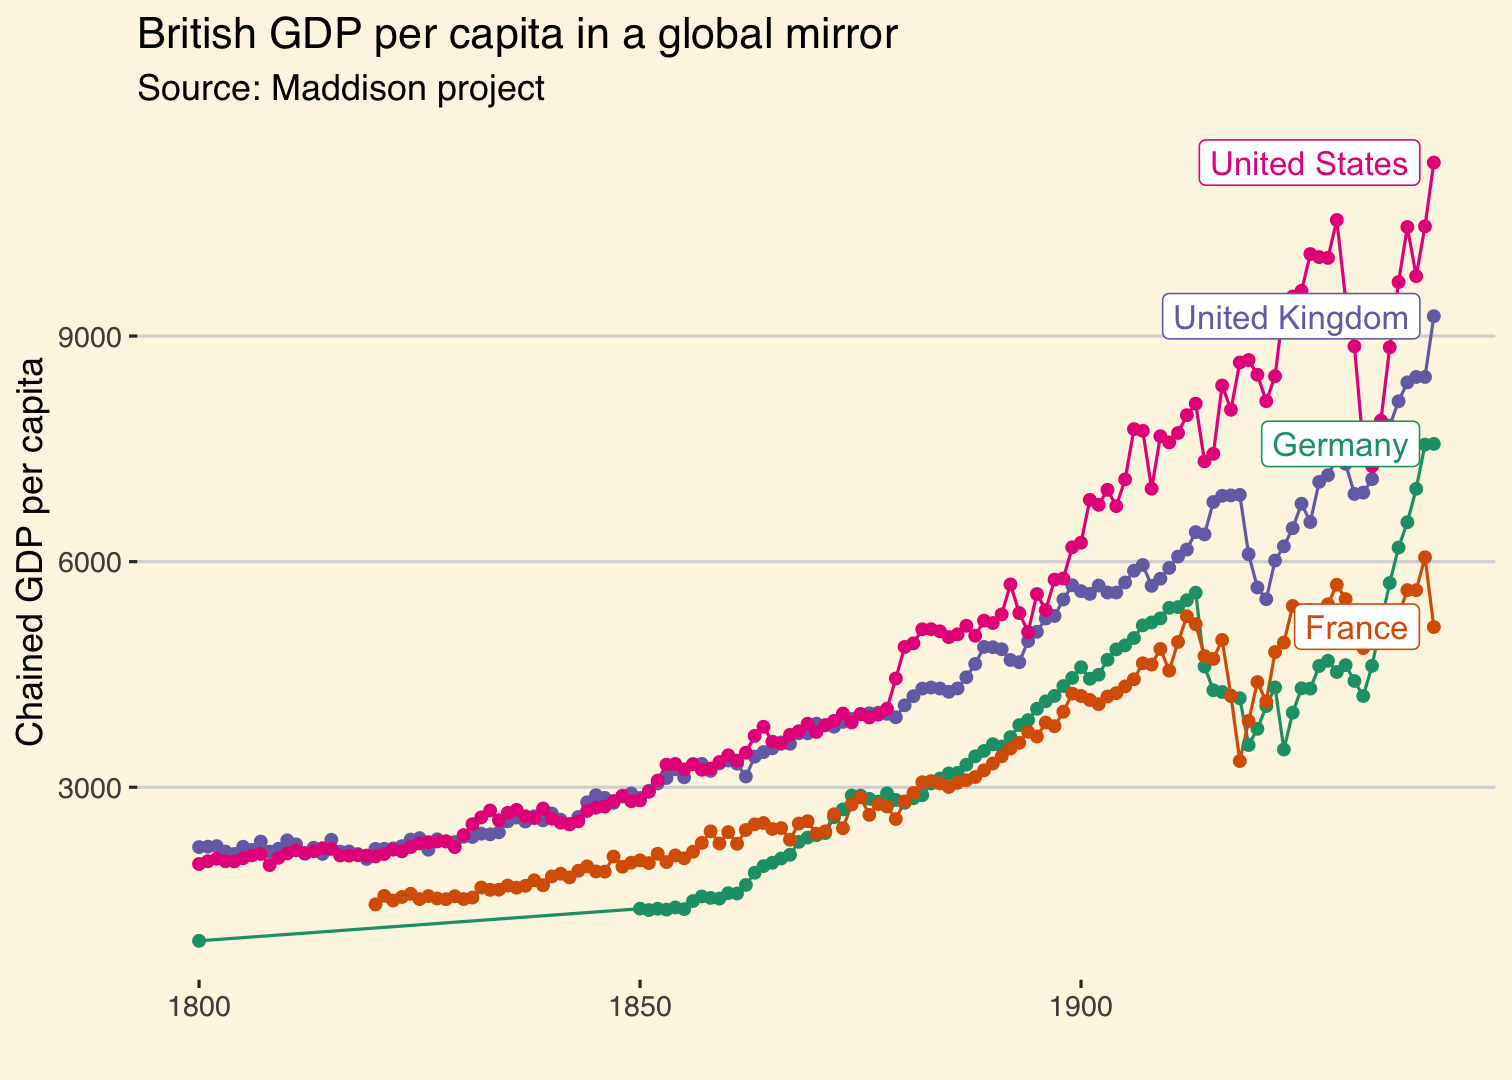 British GDP per capita in a global mirror
Source: Maddison project
Chained GDP per capita
9000
6000
3000
United States
United Kingdom
Germany
France
1800
1850
1900